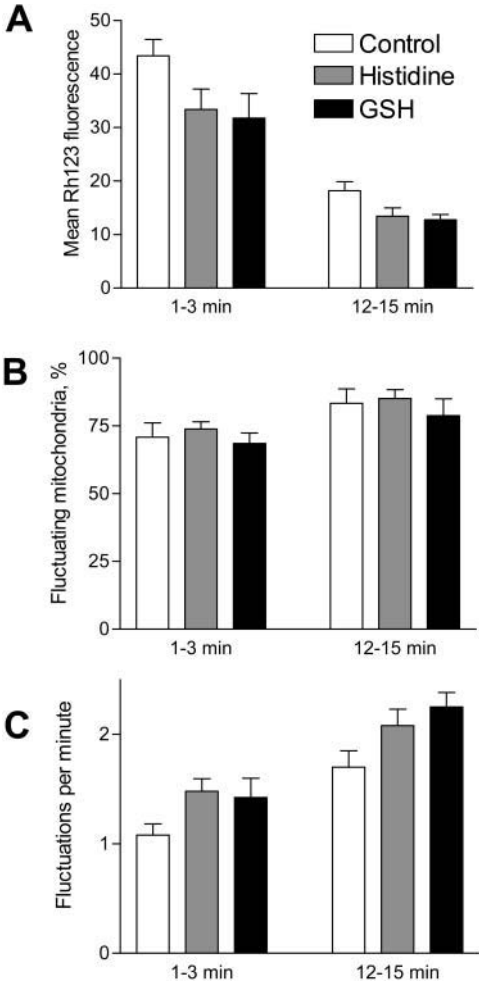 A
Mean Rh123 fluorescence
50
40
30
20
10
0
Control
Histidine
GSH
1-3 min
12-15 min
B
Fluctuating mitochondria, %
100
75
50
25
0
1-3 min
12-15 min
C
Fluctuations per minute
2
1
0
1-3 min
12-15 min